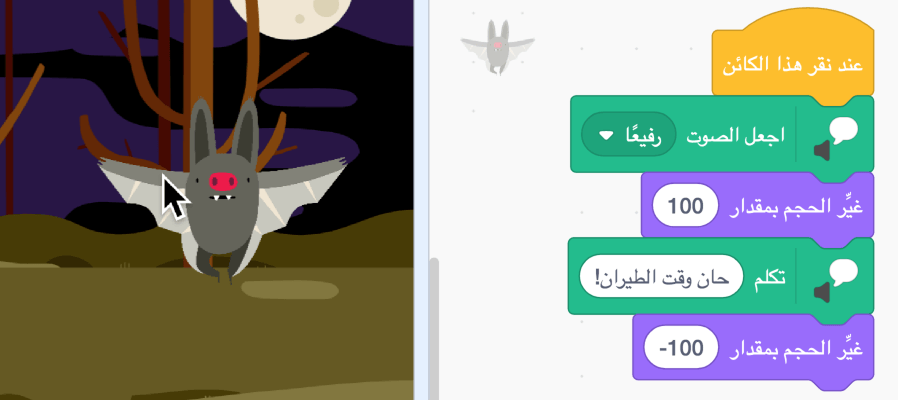 عند نقر هذا الكائن
اجعل الصوت رفيعًا
غيِّر الحجم بمقدار 100
تكلم حان وقت الطيران!
غيِّر الحجم بمقدار -100